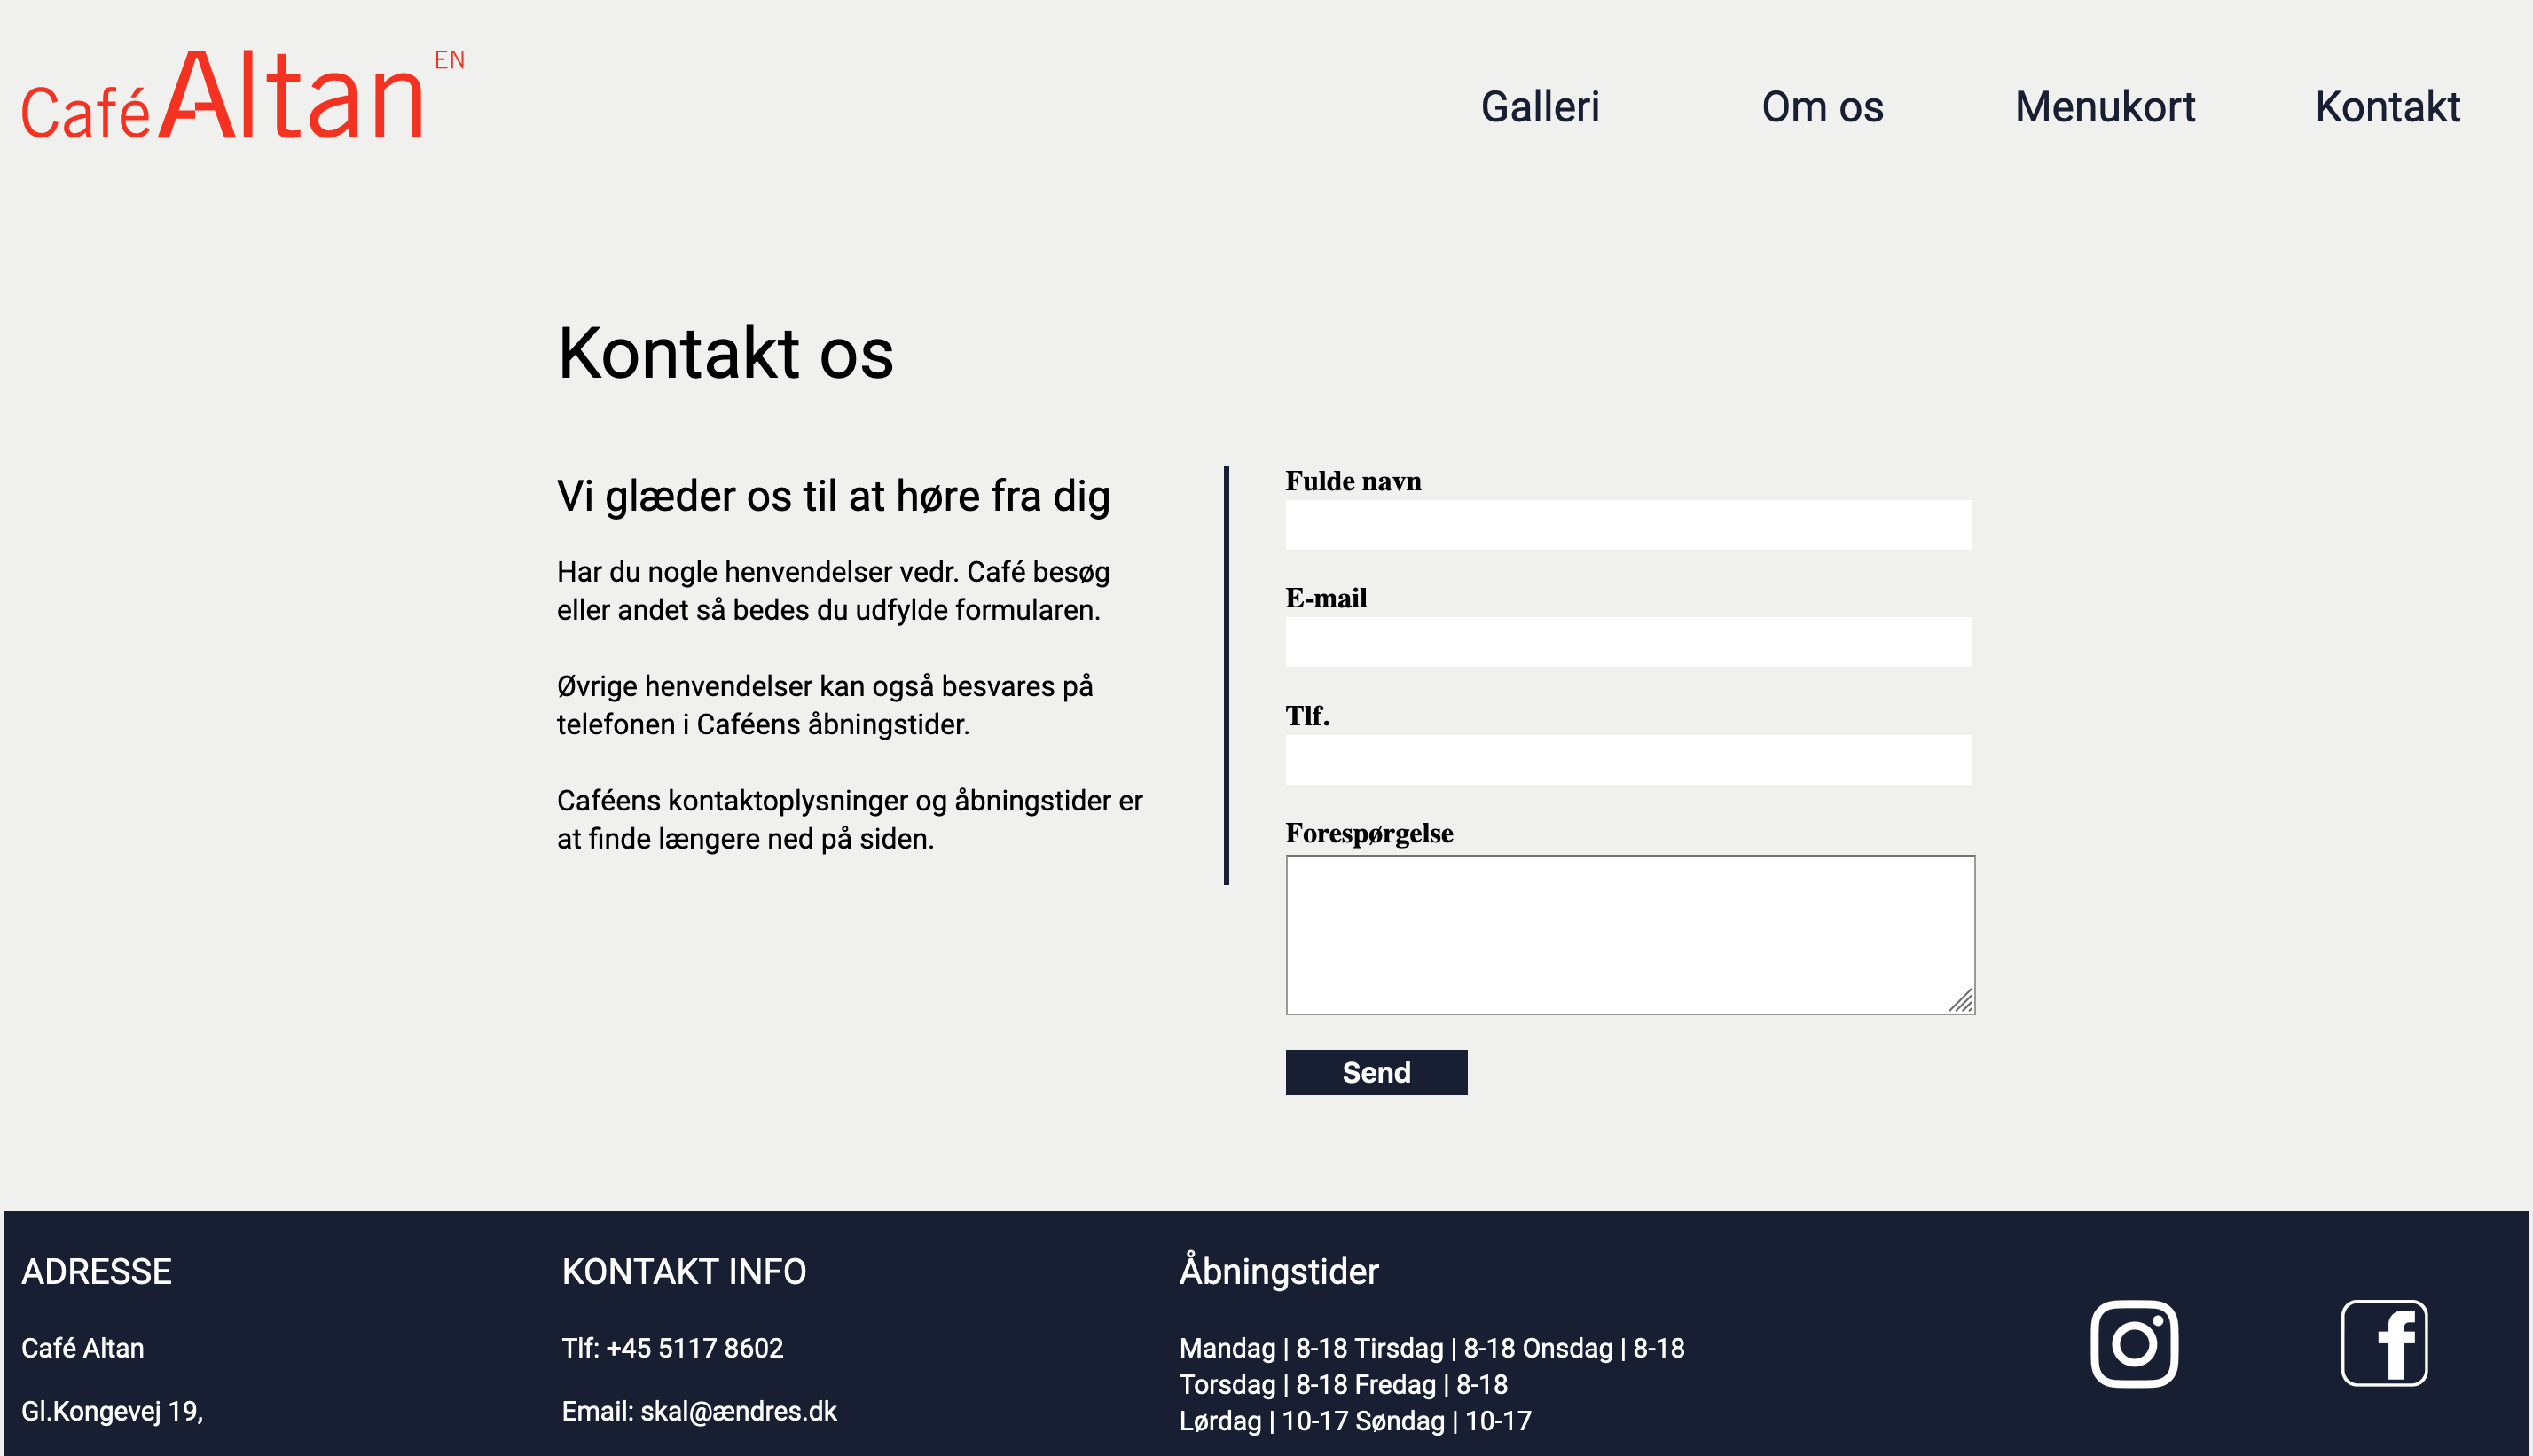 Café Altan EN
Galleri Om os Menukort Kontakt
Kontakt os
Vi glæder os til at høre fra dig
Har du nogle henvendelser vedr. Café besøg
eller andet så bedes du udfylde formularen.
Øvrige henvendelser kan også besvares på
telefonen i Caféens åbningstider.
Caféens kontaktoplysninger og åbningstider er
at finde længere ned på siden.
Fulde navn
E-mail
Tlf.
Forespørgelse
Send
ADRESSE
Café Altan
Gl.Kongevej 19,
KONTAKT INFO
Tlf: +45 5117 8602
Email: skal@ændres.dk
Åbningstider
Mandag | 8-18 Tirsdag | 8-18 Onsdag | 8-18
Torsdag | 8-18 Fredag | 8-18
Lørdag | 10-17 Søndag | 10-17